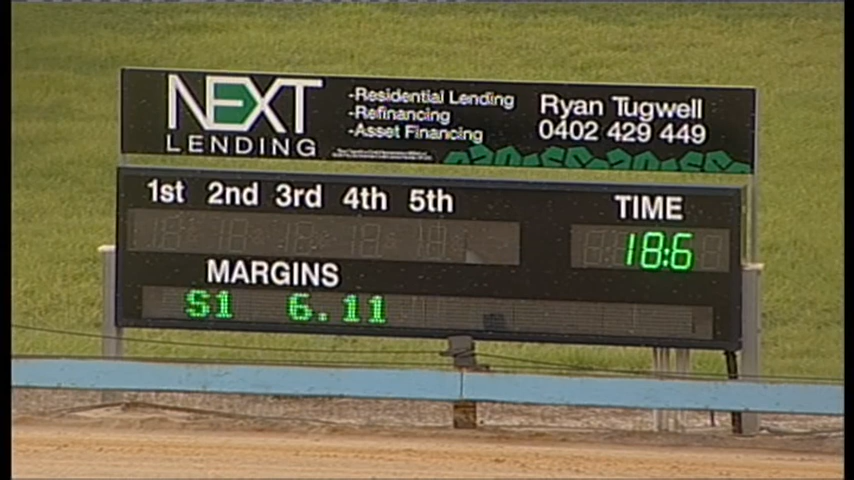 NEXT
LENDING
-Residential Lending
-Refinancing
-Asset Financing
Ryan Tugwell
0402 429 449
1st 2nd 3rd 4th 5th
TIME
18:6
MARGINS
S1 6.11